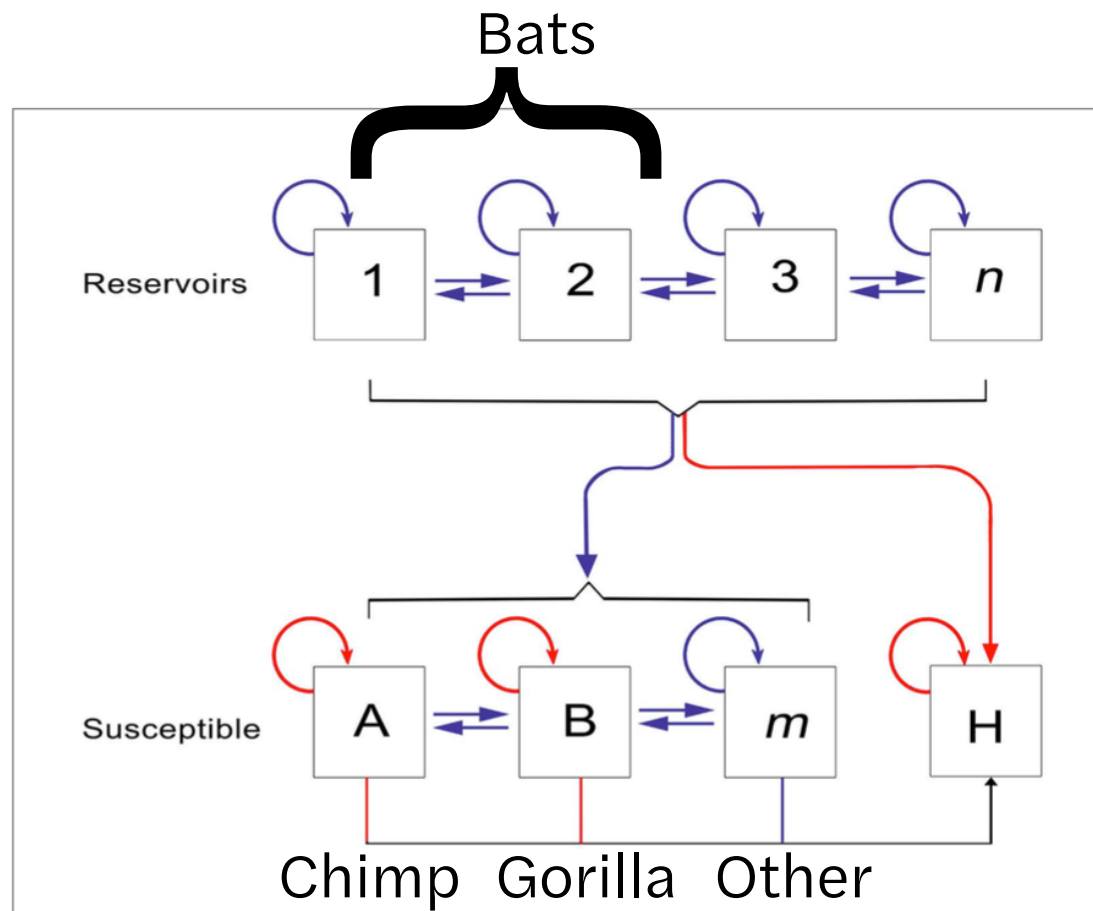 Bats
Reservoirs
1 2 3 n
Susceptible
A B m H
Chimp Gorilla Other